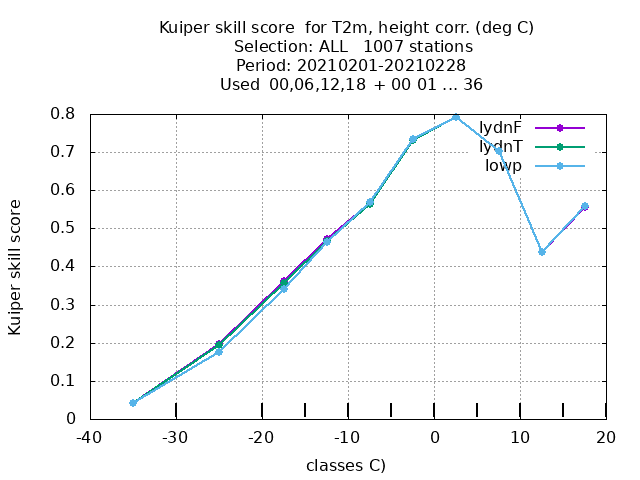 Kuiper skill score  for T2m, height corr. (deg C)
Selection: ALL   1007 stations
Period: 20210201-20210228
Used  00,06,12,18 + 00 01 ... 36
lydnF
lydnT
lowp
Kuiper skill score
0.8
0.7
0.6
0.5
0.4
0.3
0.2
0.1
0
-40
-30
-20
-10
0
10
20
classes C)